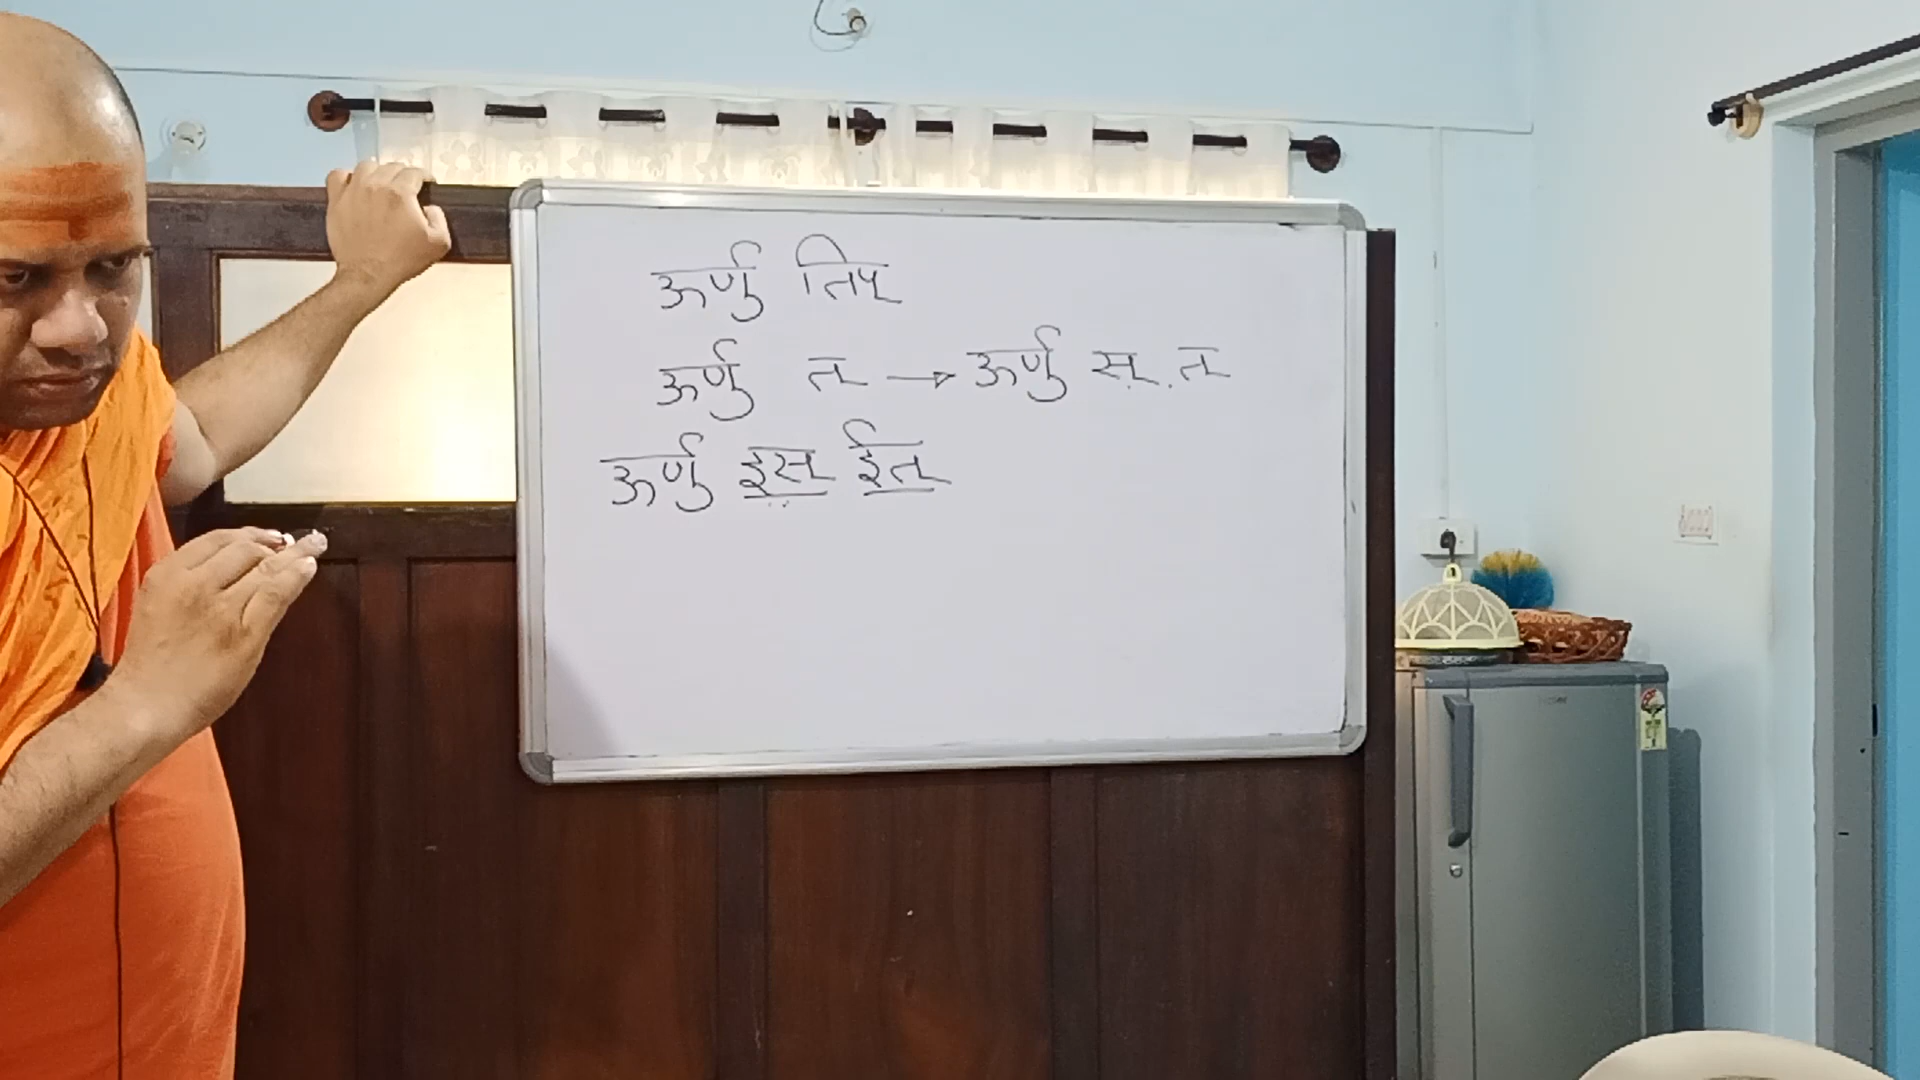 ऊर्णु तिप्
ऊर्णु त् → ऊर्णु स् त्
ऊर्णु इस् ईत्